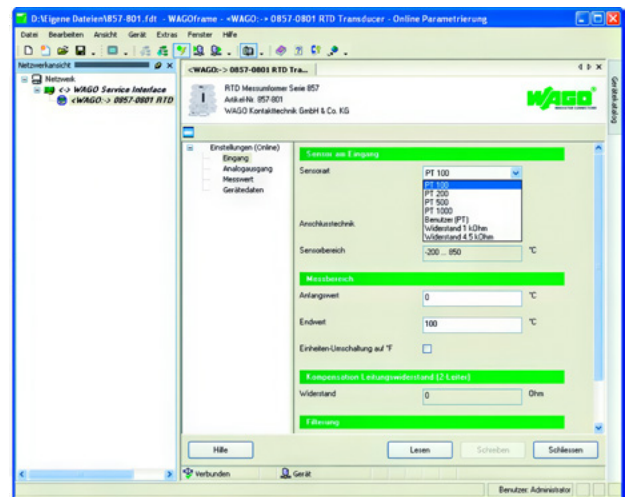 D:\Eigene Dateien\857-801.fdt - WAGOframe - <WAGO:-> 0857-0801 RTD Transducer - Online Parametrierung
Datei Bearbeiten Ansicht Gerät Extras Fenster Hilfe
Netzwerkansicht
Netzwerk
<-> WAGO Service Interface
<WAGO:-> 0857-0801 RTD
<WAGO:-> 0857-0801 RTD Tra...
RTD Messumformer Serie 857
Artikel-Nr. 857-801
WAGO Kontakttechnik GmbH & Co. KG
WAGO
Gerätekatalog
Einstellungen (Online)
Eingang
Analogausgang
Messwert
Gerätedaten
Sensor am Eingang
Sensorart
PT 100
PT 100
PT 200
PT 500
PT 1000
Benutzer (PT)
Widerstand 1 kOhm
Widerstand 4.5 kOhm
Anschlusstechnik
Sensorbereich
-200 ... 850
°C
Messbereich
Anfangswert
0
°C
Endwert
100
°C
Einheiten-Umschaltung auf °F
Kompensation Leitungswiderstand (2-Leiter)
Widerstand
0
Ohm
Filterung
Hilfe
Lesen
Schreiben
Schliessen
Verbunden
Gerät
Benutzer: Administrator